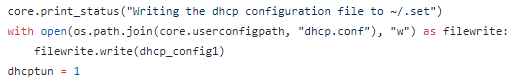 core.print_status("Writing the dhcp configuration file to ~/.set")
with open(os.path.join(core.userconfigpath, "dhcp.conf"), "w") as filewrite:
    filewrite.write(dhcp_config1)
dhcptun = 1